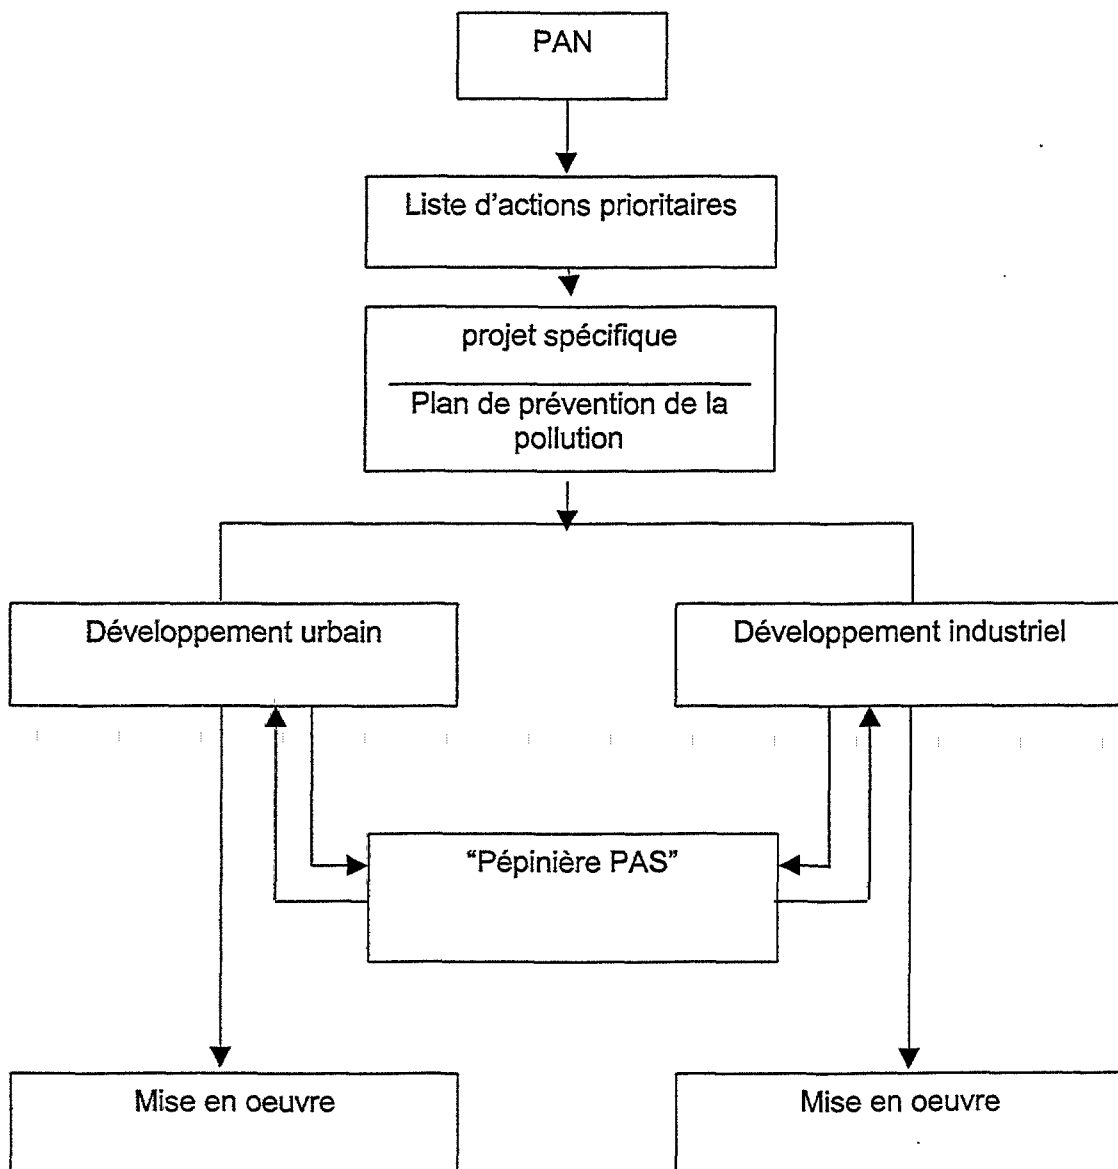 PAN
Liste d'actions prioritaires
projet spécifique
Plan de prévention de la
pollution
Développement urbain
Développement industriel
“Pépinière PAS”
Mise en oeuvre
Mise en oeuvre